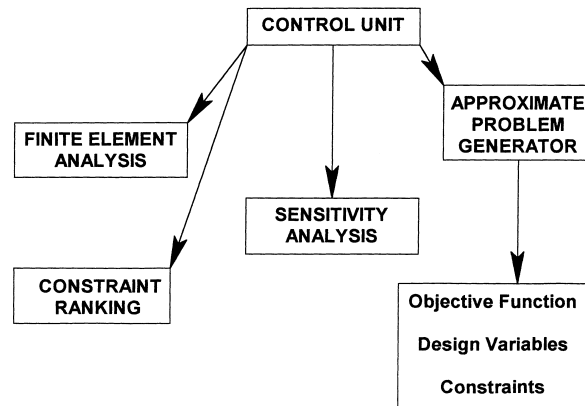 CONTROL UNIT
FINITE ELEMENT
ANALYSIS
APPROXIMATE
PROBLEM
GENERATOR
SENSITIVITY
ANALYSIS
CONSTRAINT
RANKING
Objective Function
Design Variables
Constraints